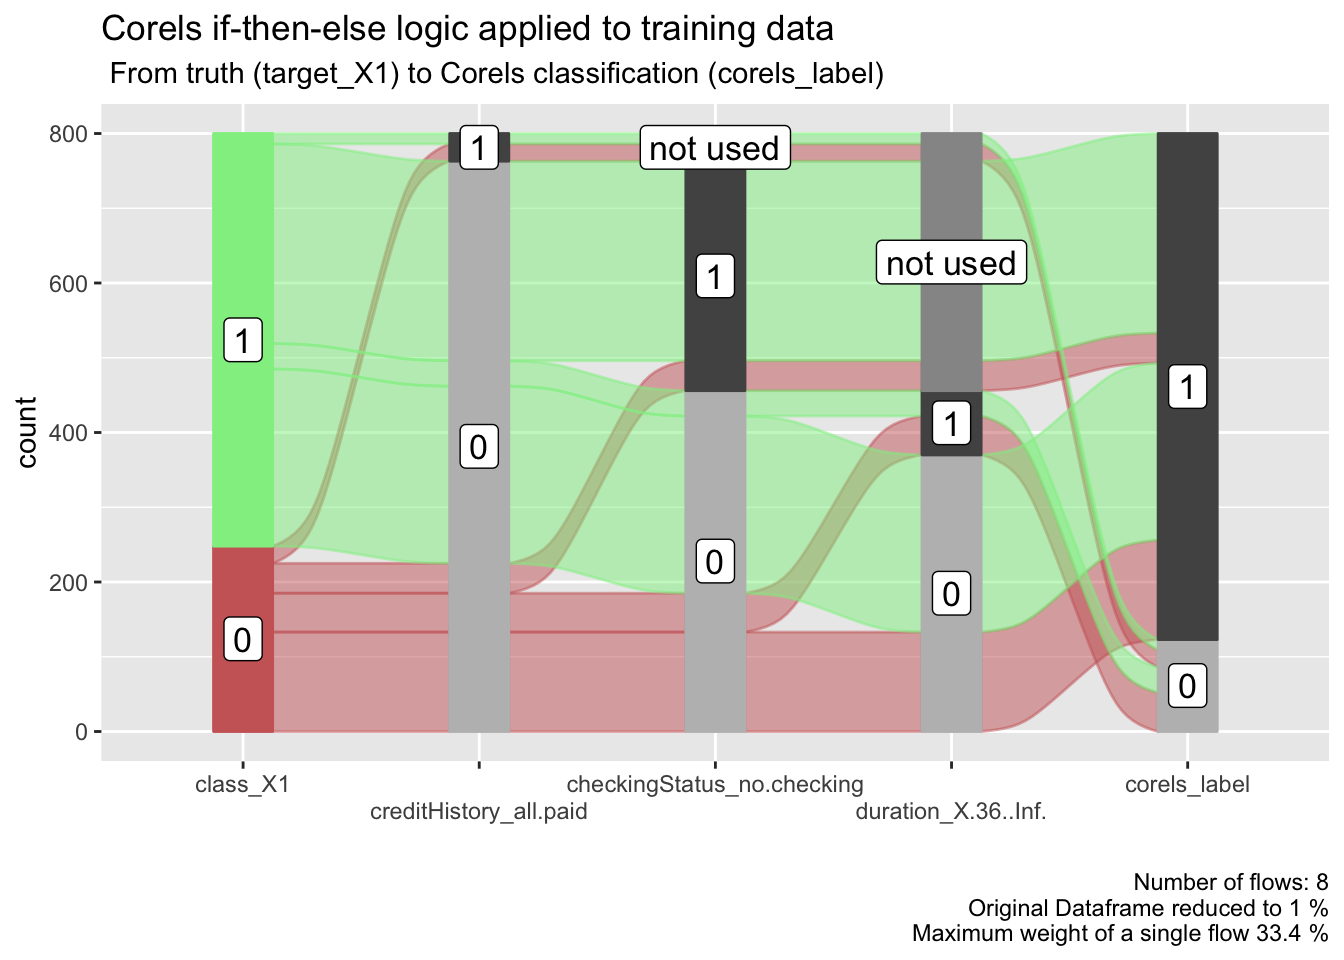 Corels if-then-else logic applied to training data
From truth (target_X1) to Corels classification (corels_label)
count
800
600
400
200
0
1
0
1
0
not used
1
0
not used
1
0
1
0
class_X1
creditHistory_all.paid
checkingStatus_no.checking
duration_X.36..Inf.
corels_label
Number of flows: 8
Original Dataframe reduced to 1 %
Maximum weight of a single flow 33.4 %